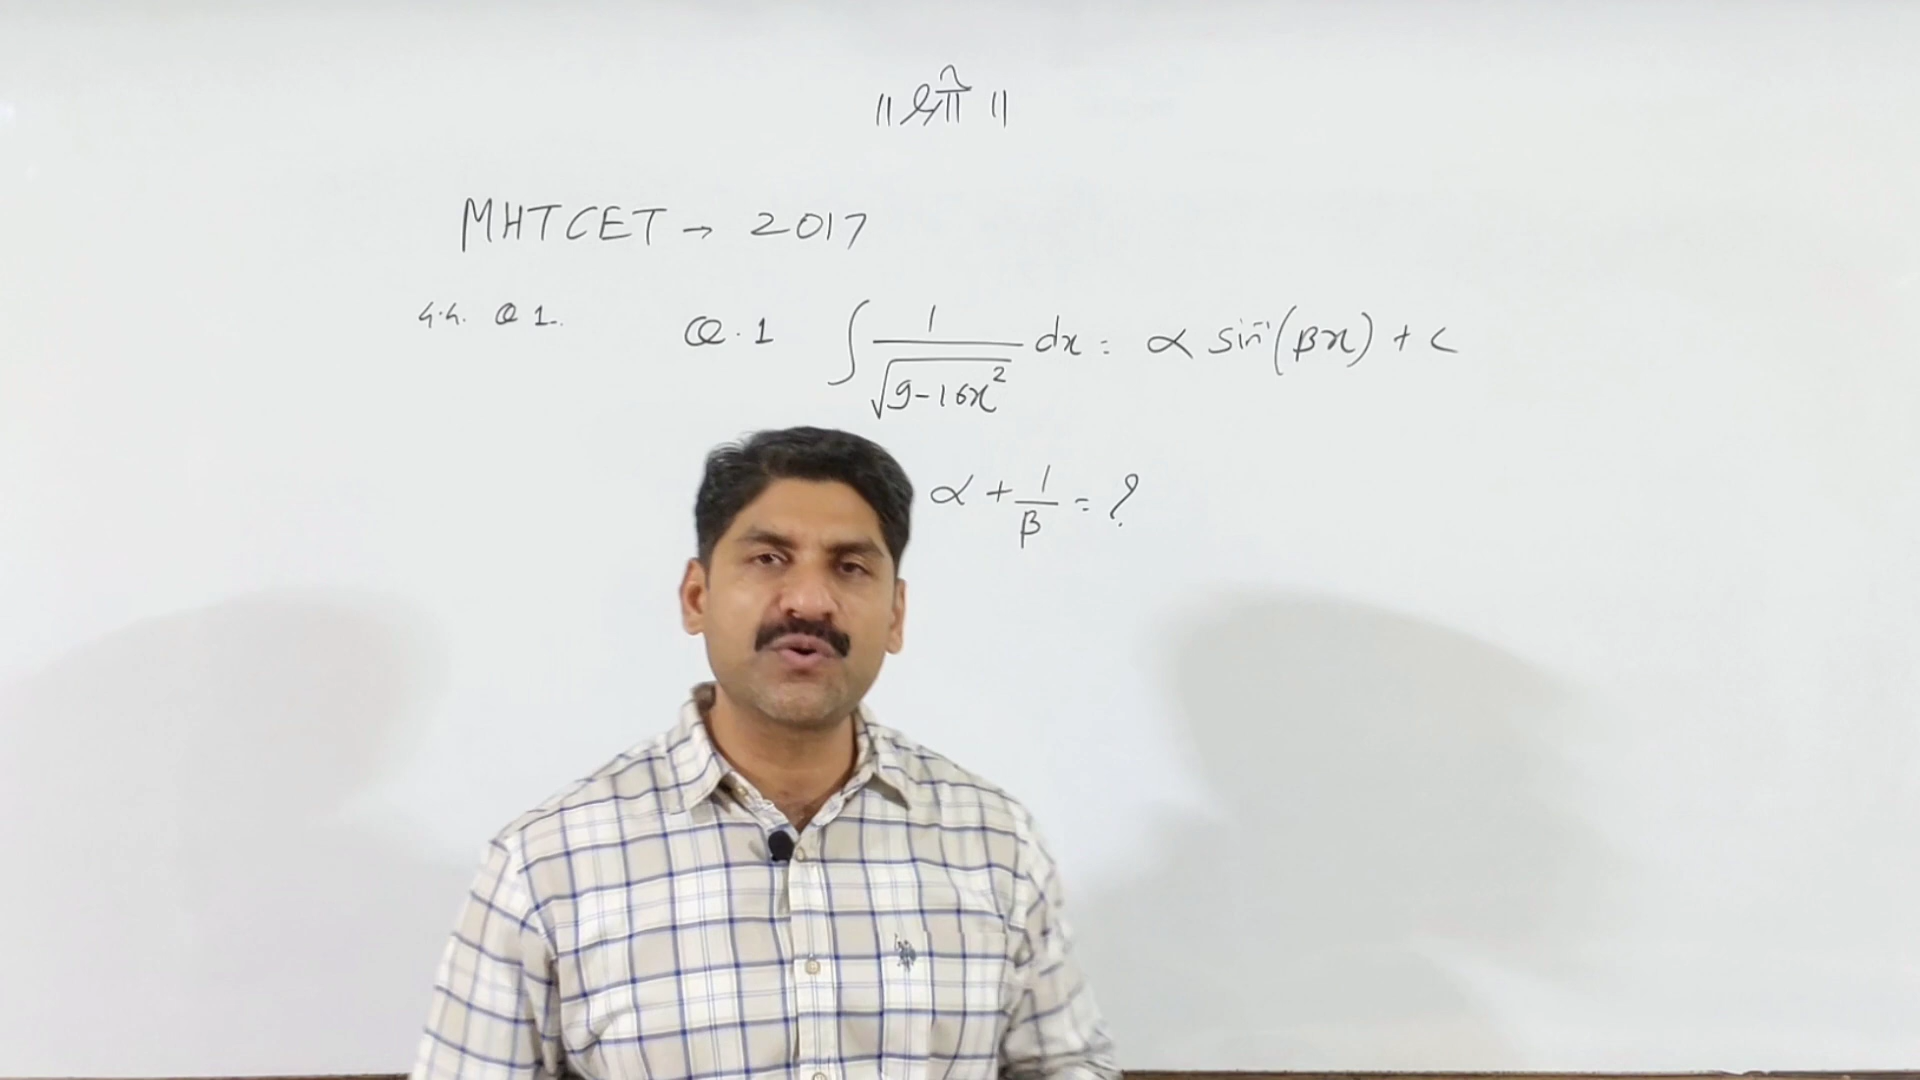 ॥ श्री ॥
MHTCET → 2017
Q 1. Q. 1 ∫ 1/√(9-16x²) dx = α sin⁻¹(βx) + c
α + 1/β = ?